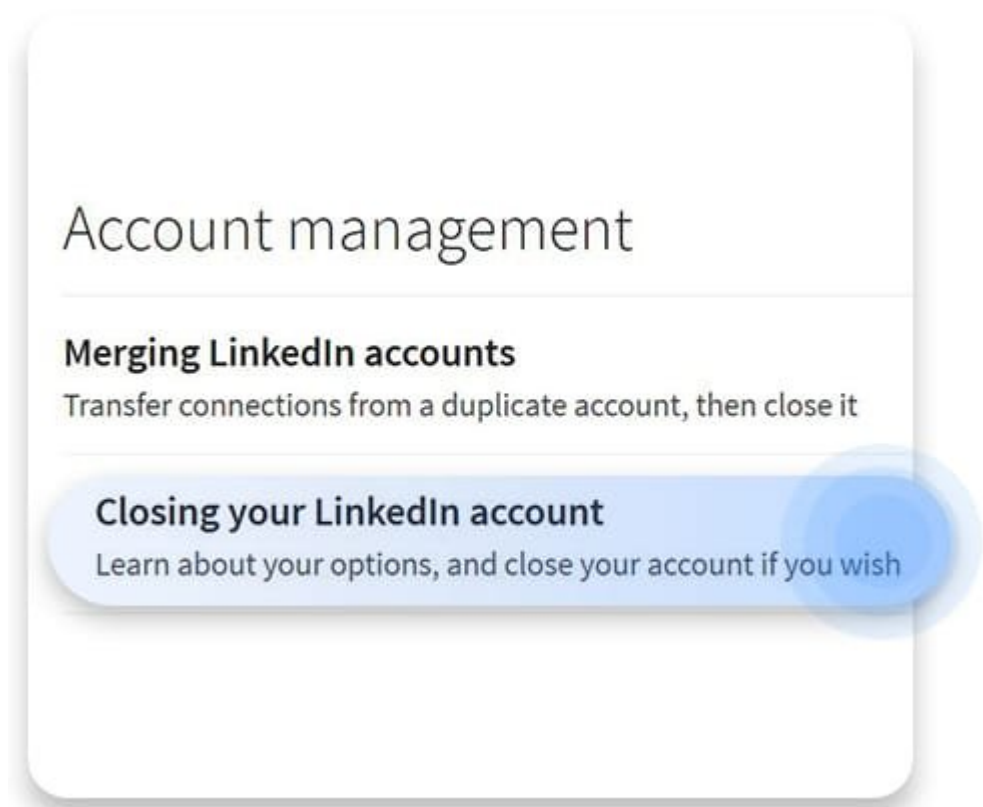 Account management
Merging LinkedIn accounts
Transfer connections from a duplicate account, then close it
Closing your LinkedIn account
Learn about your options, and close your account if you wish